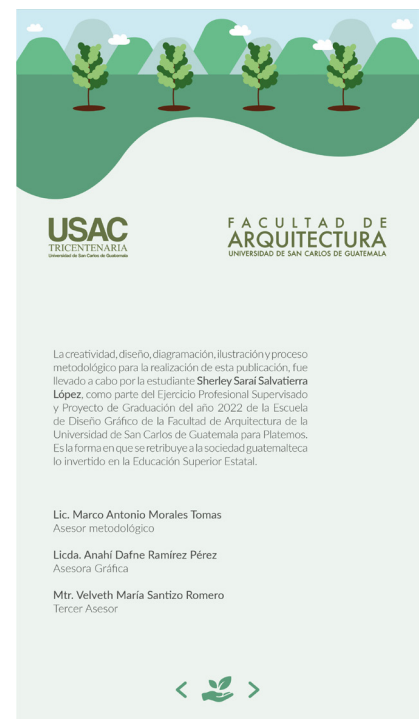 USAC
TRICENTENARIA
Universidad de San Carlos de Guatemala
FACULTAD DE
ARQUITECTURA
UNIVERSIDAD DE SAN CARLOS DE GUATEMALA
La creatividad, diseño, diagramación, ilustración y proceso
metodológico para la realización de esta publicación, fue
llevado a cabo por la estudiante Sherley Saraí Salvatierra
López, como parte del Ejercicio Profesional Supervisado
y Proyecto de Graduación del año 2022 de la Escuela
de Diseño Gráfico de la Facultad de Arquitectura de la
Universidad de San Carlos de Guatemala para Platemos.
Es la forma en que se retribuye a la sociedad guatemalteca
lo invertido en la Educación Superior Estatal.
Lic. Marco Antonio Morales Tomas
Asesor metodológico
Licda. Anahí Dafne Ramírez Pérez
Asesora Gráfica
Mtr. Velveth María Santizo Romero
Tercer Asesor